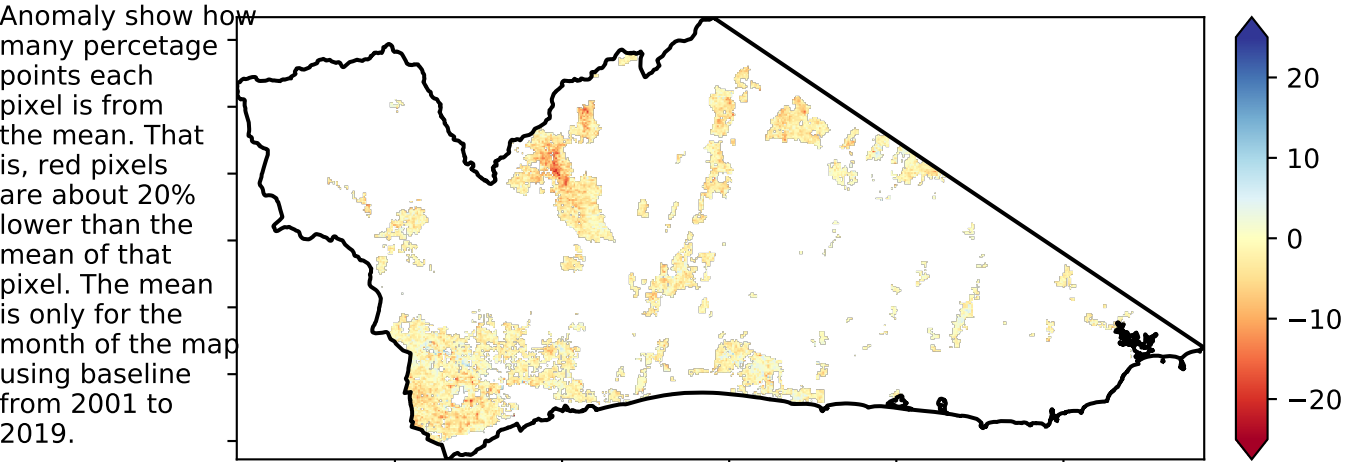 Anomaly show how
many percetage
points each
pixel is from
the mean. That
is, red pixels
are about 20%
lower than the
mean of that
pixel. The mean
is only for the
month of the map
using baseline
from 2001 to
2019.
20
10
0
−10
−20